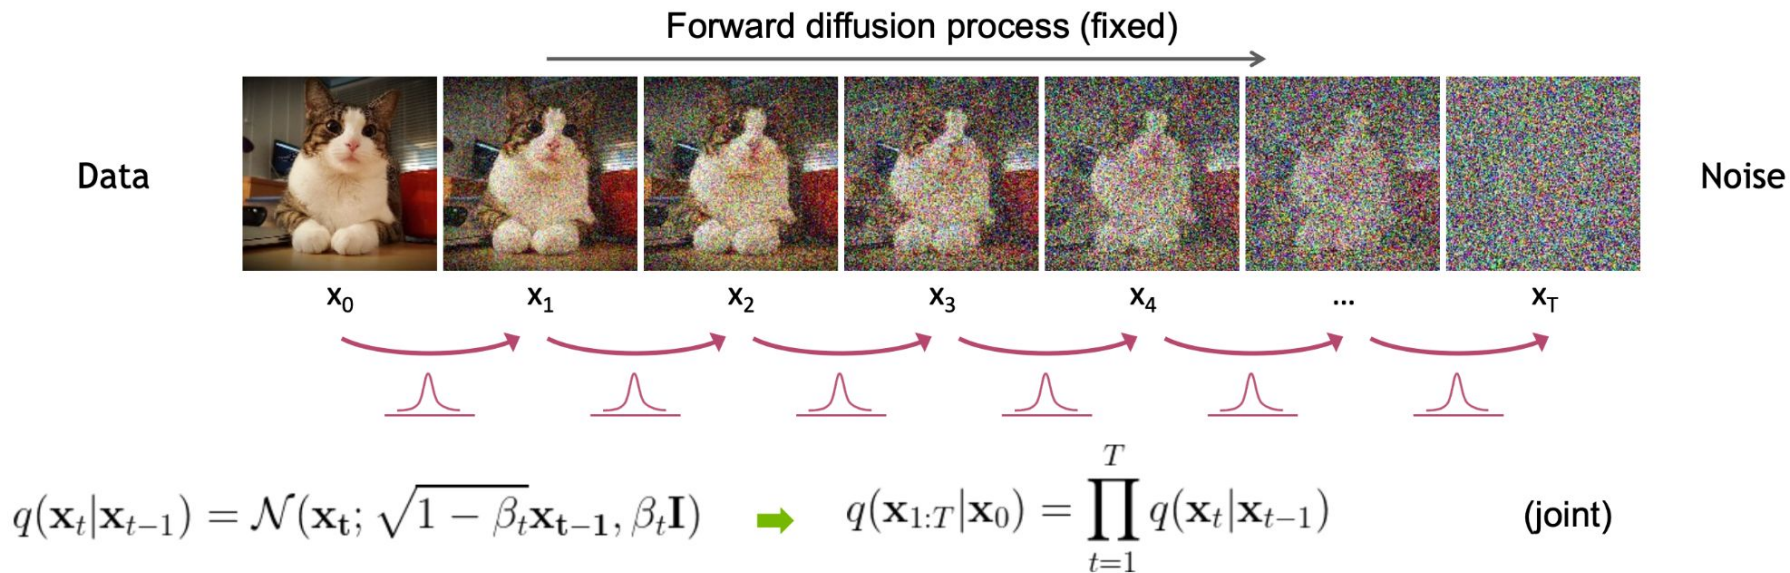 Forward diffusion process (fixed)
Data
Noise
x₀ x₁ x₂ x₃ x₄ ... x_T
q(𝐱ₜ|𝐱ₜ₋₁) = 𝒩(𝐱ₜ; √(1 − βₜ)𝐱ₜ₋₁, βₜ𝐈) q(𝐱₁:T|𝐱₀) = ∏_{t=1}^{T} q(𝐱ₜ|𝐱ₜ₋₁) (joint)